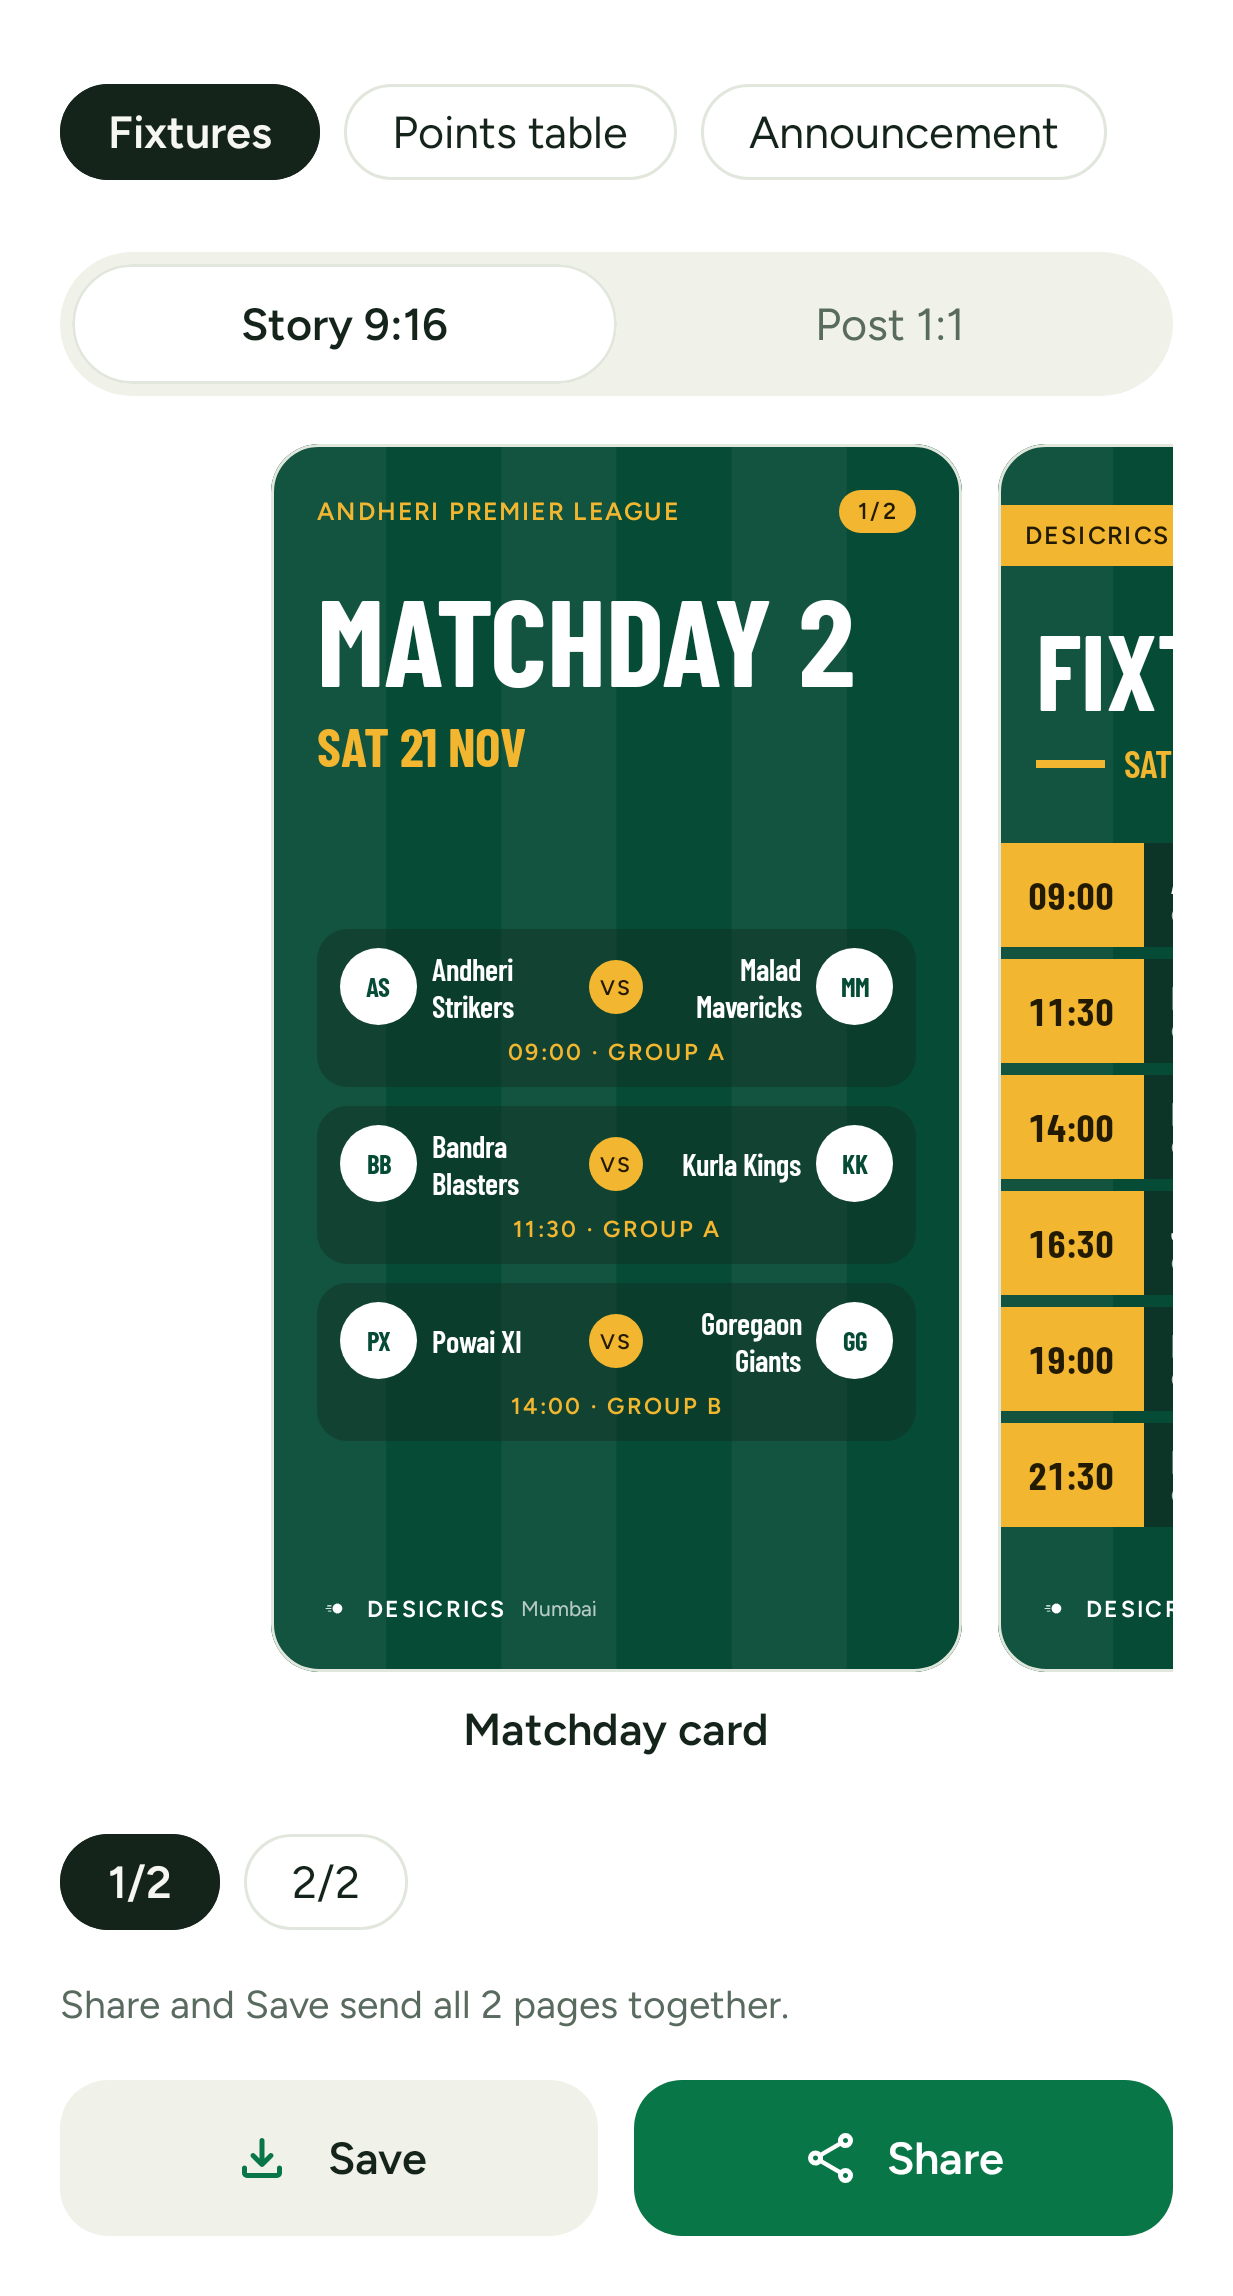 Fixtures
Points table
Announcement
Story 9:16
Post 1:1
ANDHERI PREMIER LEAGUE
1/2
MATCHDAY 2
SAT 21 NOV
AS
Andheri
Strikers
VS
Malad
Mavericks
MM
09:00 · GROUP A
BB
Bandra
Blasters
VS
Kurla Kings
KK
11:30 · GROUP A
PX
Powai XI
VS
Goregaon
Giants
GG
14:00 · GROUP B
DESICRICS Mumbai
DESICRICS
SAT
09:00
11:30
14:00
16:30
19:00
21:30
Matchday card
1/2
2/2
Share and Save send all 2 pages together.
Save
Share